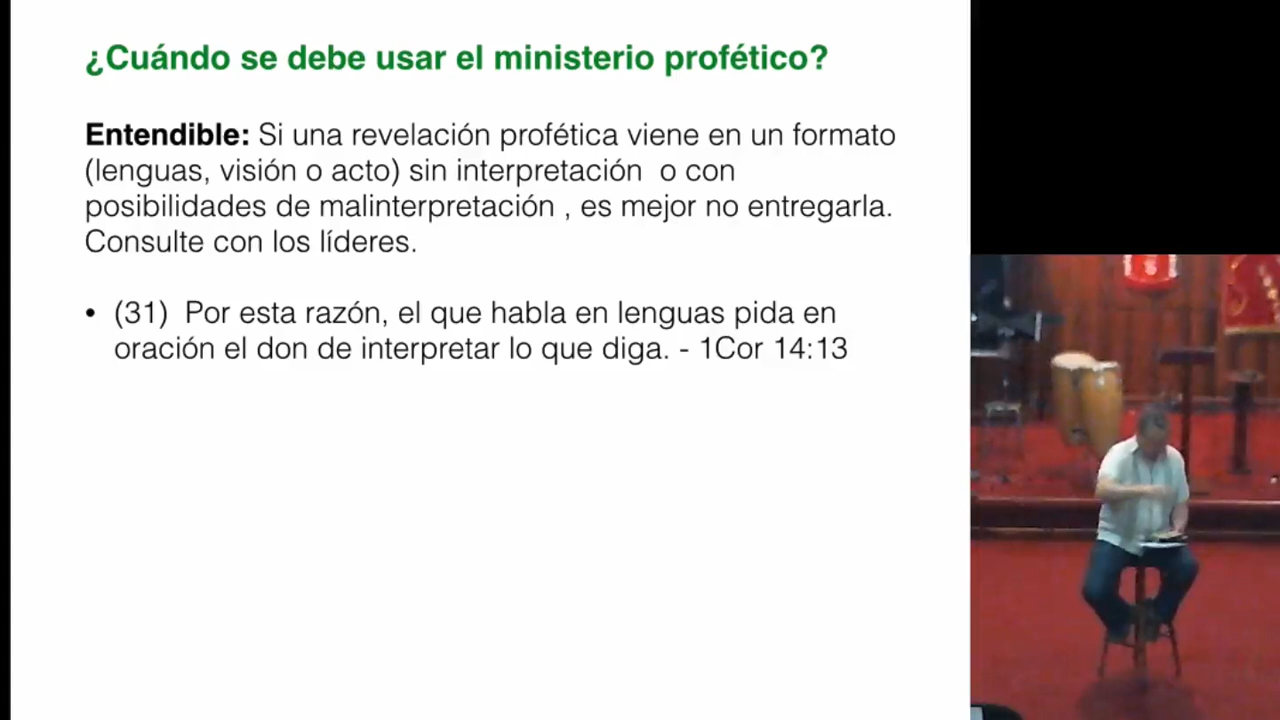 ¿Cuándo se debe usar el ministerio profético?
Entendible: Si una revelación profética viene en un formato
(lenguas, visión o acto) sin interpretación  o con
posibilidades de malinterpretación , es mejor no entregarla.
Consulte con los líderes.
• (31)  Por esta razón, el que habla en lenguas pida en
oración el don de interpretar lo que diga. - 1Cor 14:13